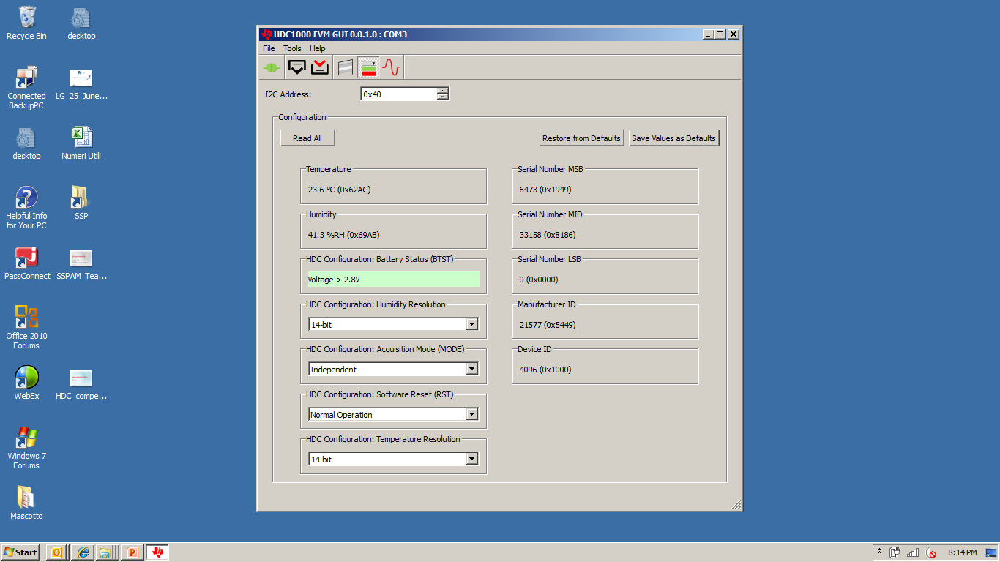 Recycle Bin
desktop
Connected
BackupPC
LG_25_June...
desktop
Numeri Utili
Helpful Info
for Your PC
SSP
iPassConnect
SSPAM_Tea...
Office 2010
Forums
WebEx
HDC_compe...
Windows 7
Forums
Mascotto
HDC1000 EVM GUI 0.0.1.0 : COM3
File Tools Help
I2C Address: 0x40
Configuration
Read All
Restore from Defaults
Save Values as Defaults
Temperature
23.6 °C (0x62AC)
Humidity
41.3 %RH (0x69AB)
HDC Configuration: Battery Status (BTST)
Voltage > 2.8V
HDC Configuration: Humidity Resolution
14-bit
HDC Configuration: Acquisition Mode (MODE)
Independent
HDC Configuration: Software Reset (RST)
Normal Operation
HDC Configuration: Temperature Resolution
14-bit
Serial Number MSB
6473 (0x1949)
Serial Number MID
33158 (0x8186)
Serial Number LSB
0 (0x0000)
Manufacturer ID
21577 (0x5449)
Device ID
4096 (0x1000)
Start
8:14 PM